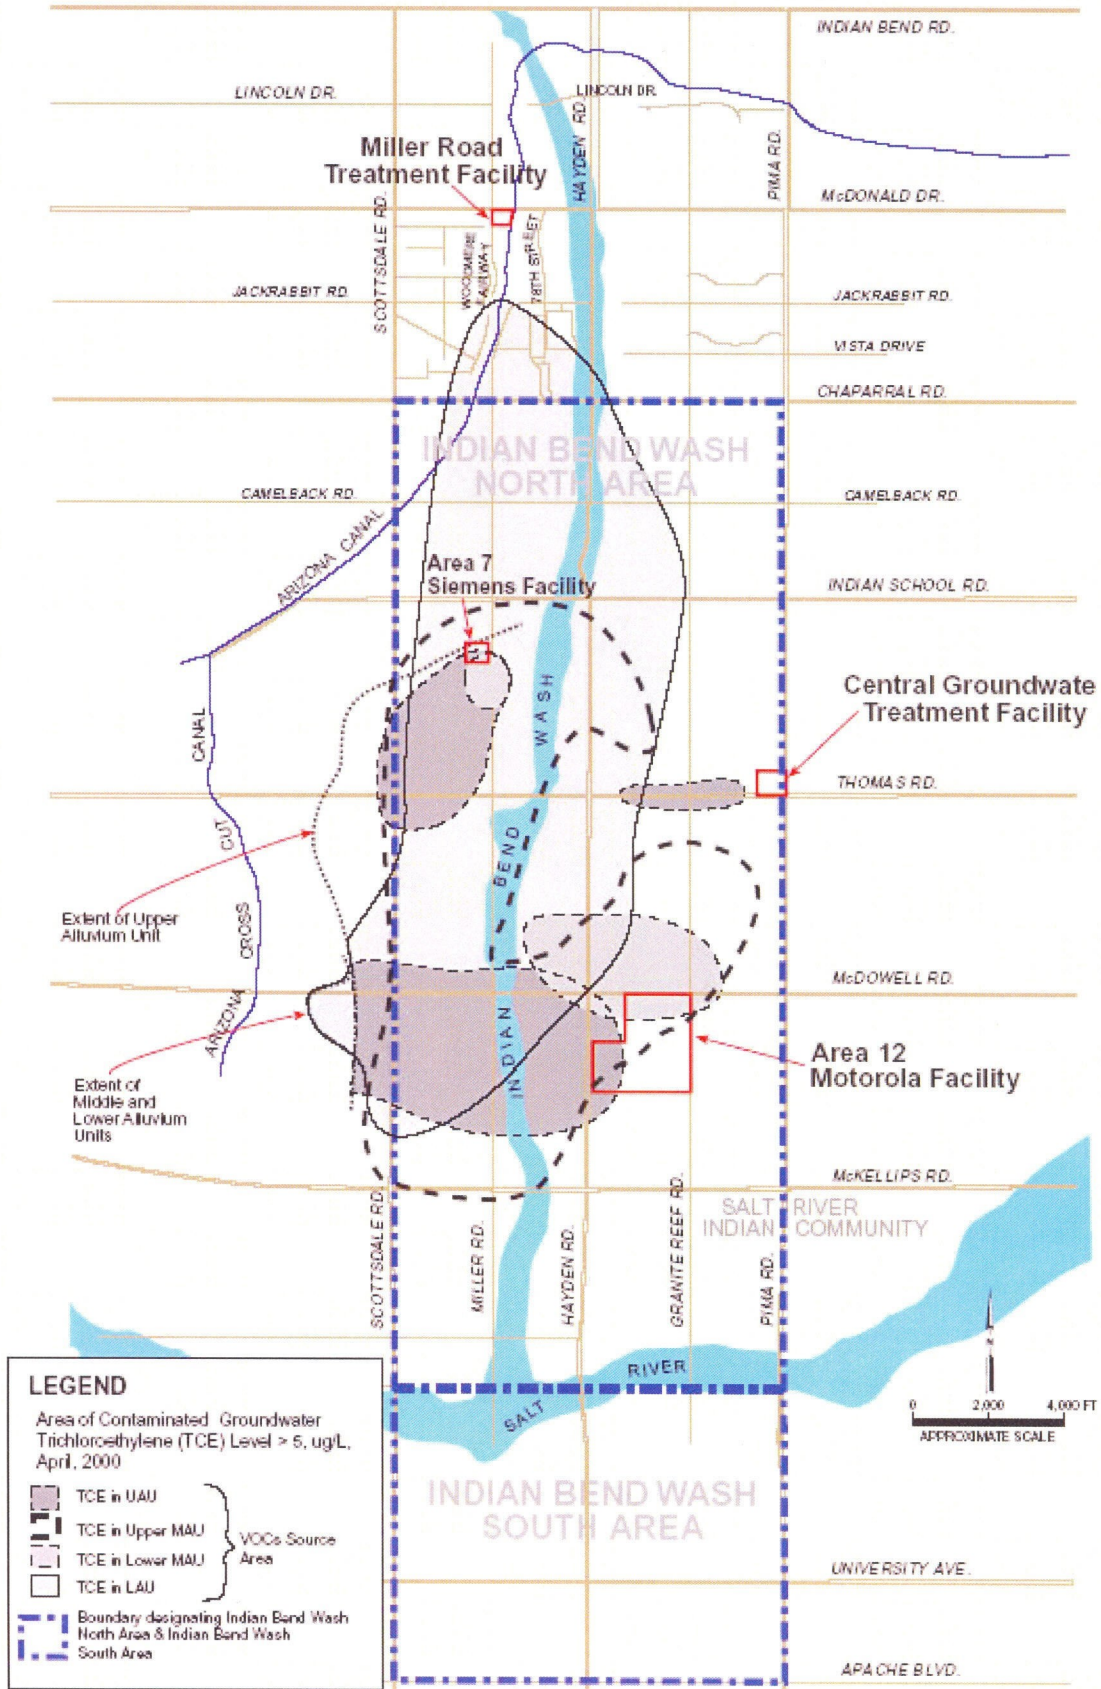 INDIAN BEND RD.
LINCOLN DR.
LINCOLN DR.
HAYDEN RD.
PIMA RD.
Miller Road
Treatment Facility
SCOTTSDALE RD.
McDONALD DR.
WOODMERE
FAIRWAY
78TH STREET
JACKRABBIT RD.
JACKRABBIT RD.
VISTA DRIVE
CHAPARRAL RD.
INDIAN BEND WASH
NORTH AREA
CAMELBACK RD.
CAMELBACK RD.
ARIZONA CANAL
Area 7
Siemens Facility
INDIAN SCHOOL RD.
Central Groundwate
Treatment Facility
THOMAS RD.
ARIZONA CROSS CUT CANAL
INDIAN BEND WASH
Extent of Upper
Alluvium Unit
McDOWELL RD.
Area 12
Motorola Facility
Extent of
Middle and
Lower Alluvium
Units
McKELLIPS RD.
SALT RIVER
INDIAN COMMUNITY
SCOTTSDALE RD.
MILLER RD.
HAYDEN RD.
GRANITE REEF RD.
PIMA RD.
SALT RIVER
0 2,000 4,000 FT
APPROXIMATE SCALE
LEGEND
Area of Contaminated Groundwater
Trichloroethylene (TCE) Level > 5, ug/L,
April, 2000
TCE in UAU
TCE in Upper MAU
TCE in Lower MAU
TCE in LAU
VOCs Source
Area
Boundary designating Indian Bend Wash
North Area & Indian Bend Wash
South Area
INDIAN BEND WASH
SOUTH AREA
UNIVERSITY AVE.
APACHE BLVD.